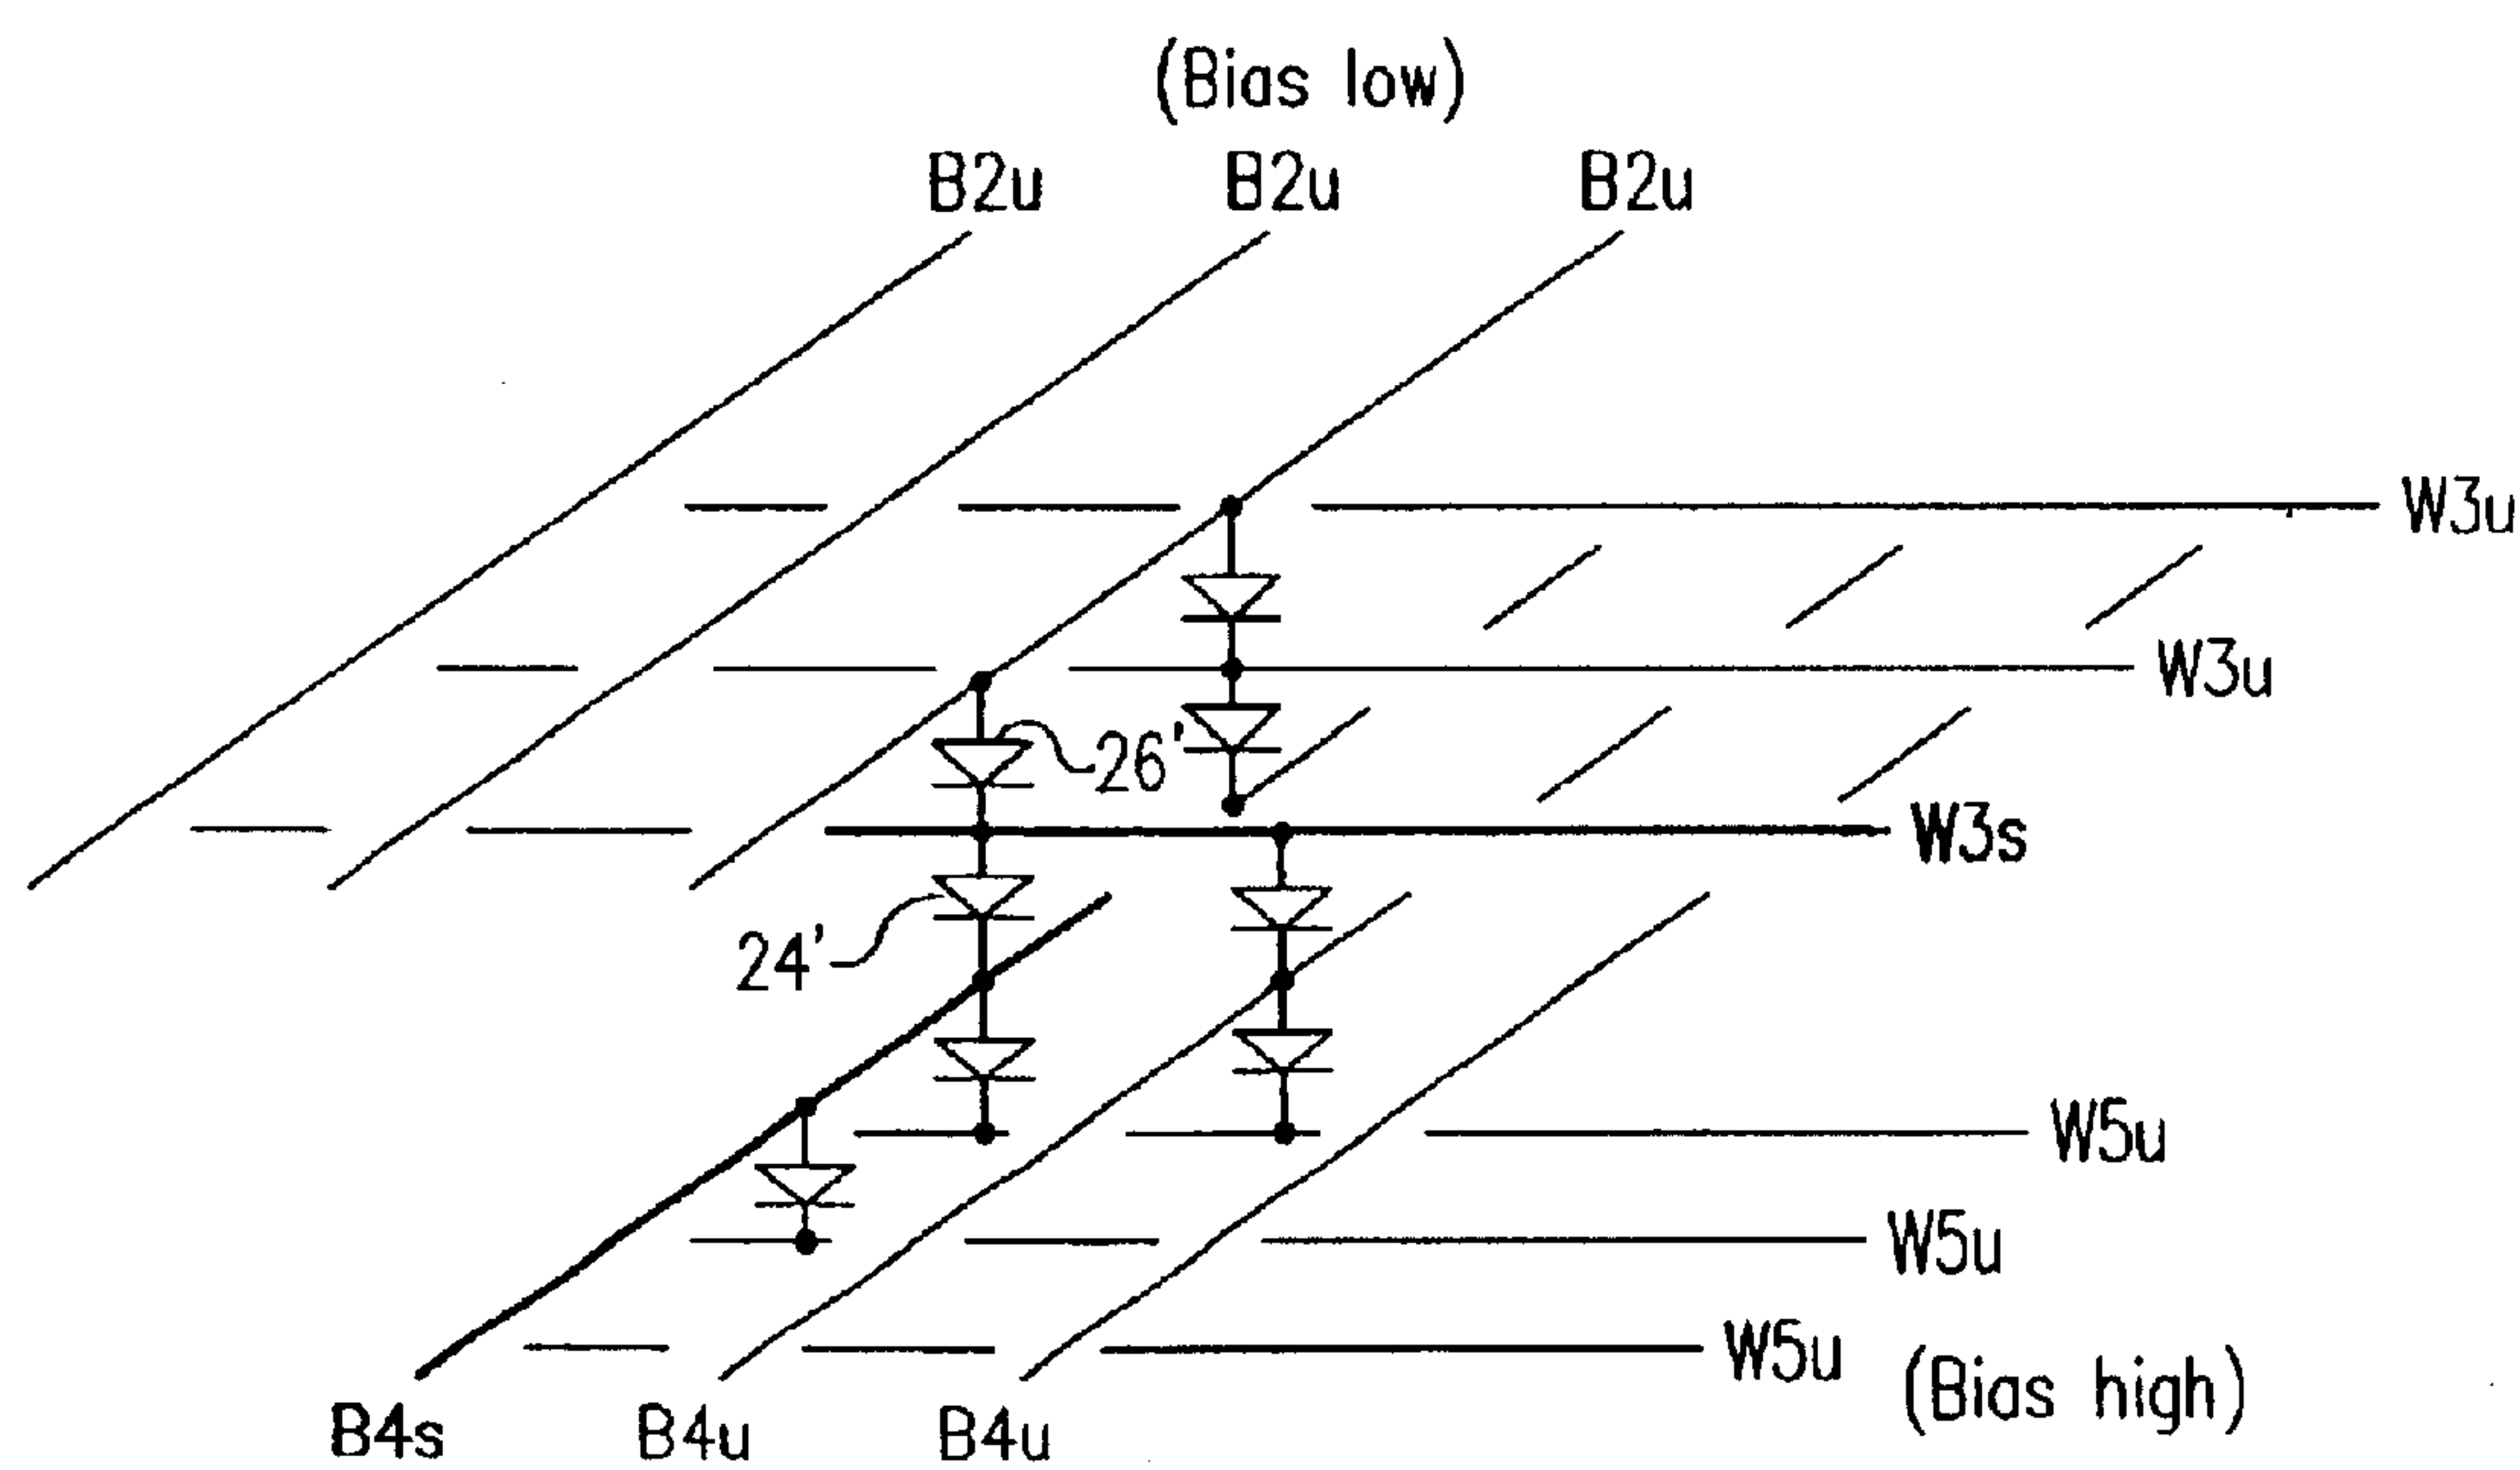 (Bias low)
B2u B2u B2u
W3u
W3u
26'
W3s
24'
W5u
W5u
W5u (Bias high)
B4s B4u B4u